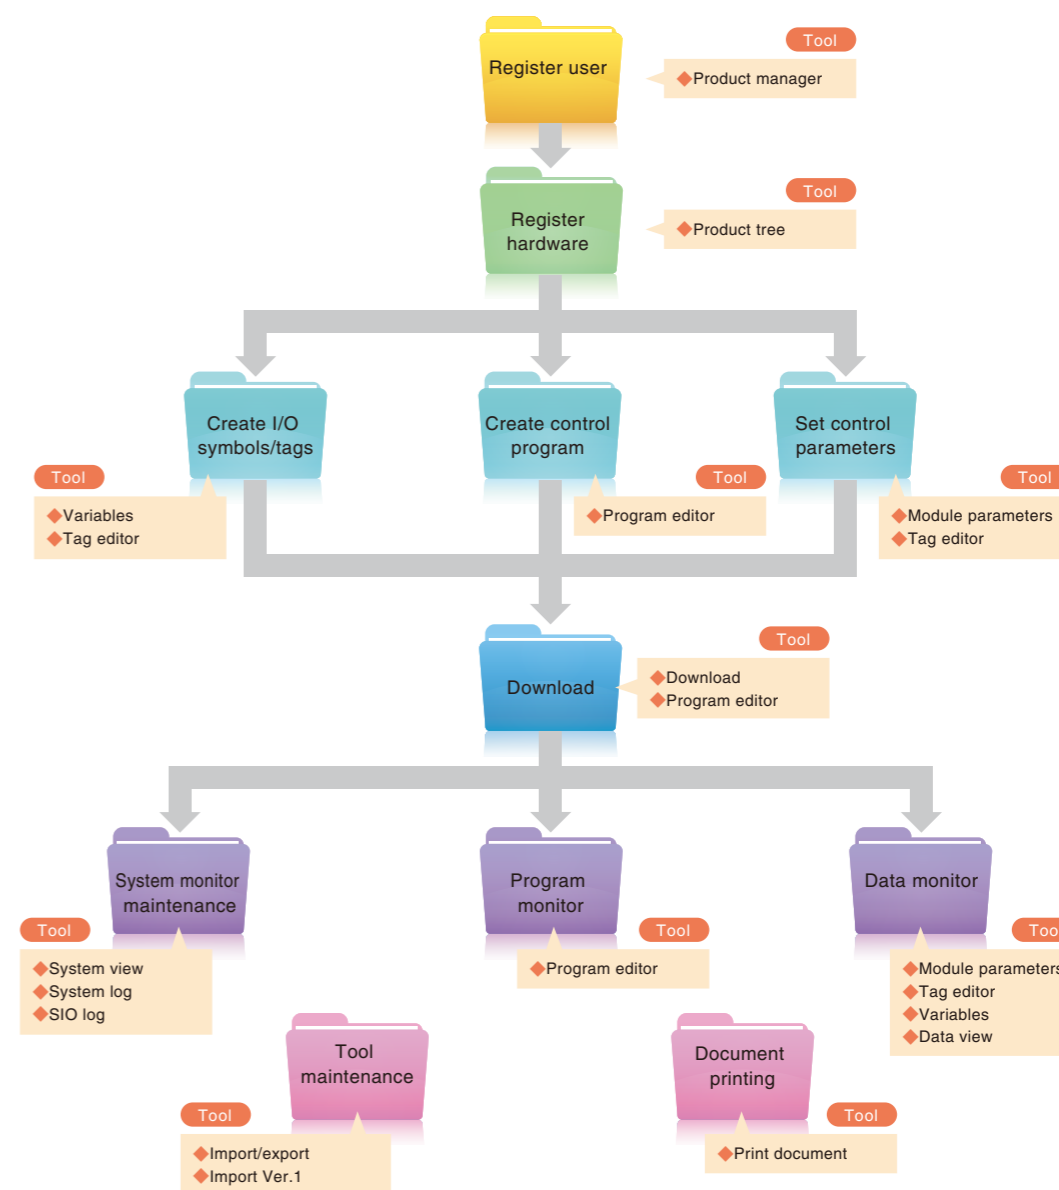 Register user
Tool
◆Product manager
Register
hardware
Tool
◆Product tree
Create I/O
symbols/tags
Tool
◆Variables
◆Tag editor
Create control
program
Tool
◆Program editor
Set control
parameters
Tool
◆Module parameters
◆Tag editor
Download
Tool
◆Download
◆Program editor
System monitor
maintenance
Tool
◆System view
◆System log
◆SIO log
Program
monitor
Tool
◆Program editor
Data monitor
Tool
◆Module parameters
◆Tag editor
◆Variables
◆Data view
Tool
maintenance
Tool
◆Import/export
◆Import Ver.1
Document
printing
Tool
◆Print document